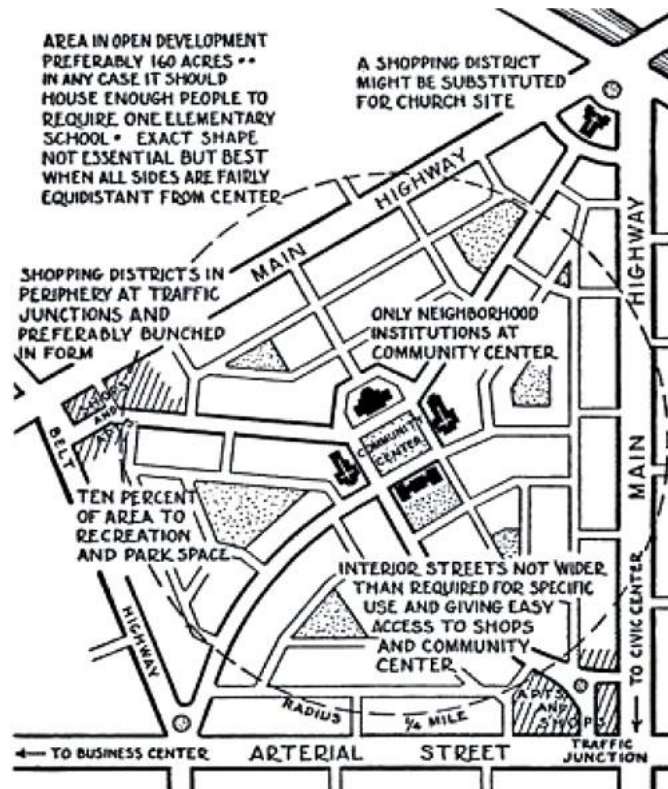 AREA IN OPEN DEVELOPMENT
PREFERABLY 160 ACRES ••
IN ANY CASE IT SHOULD
HOUSE ENOUGH PEOPLE TO
REQUIRE ONE ELEMENTARY
SCHOOL • EXACT SHAPE
NOT ESSENTIAL BUT BEST
WHEN ALL SIDES ARE FAIRLY
EQUIDISTANT FROM CENTER
A SHOPPING DISTRICT
MIGHT BE SUBSTITUTED
FOR CHURCH SITE
MAIN HIGHWAY
HIGHWAY
MAIN
SHOPPING DISTRICTS IN
PERIPHERY AT TRAFFIC
JUNCTIONS AND
PREFERABLY BUNCHED
IN FORM
ONLY NEIGHBORHOOD
INSTITUTIONS AT
COMMUNITY CENTER
SHOPS
AND
APTS
BELT
HIGHWAY
COMMUNITY
CENTER
TEN PERCENT
OF AREA TO
RECREATION
AND PARK SPACE
INTERIOR STREETS NOT WIDER
THAN REQUIRED FOR SPECIFIC
USE AND GIVING EASY
ACCESS TO SHOPS
AND COMMUNITY
CENTER
TO CIVIC CENTER
RADIUS 1/4 MILE
APTS
AND
SHOPS
← TO BUSINESS CENTER
ARTERIAL STREET
TRAFFIC
JUNCTION